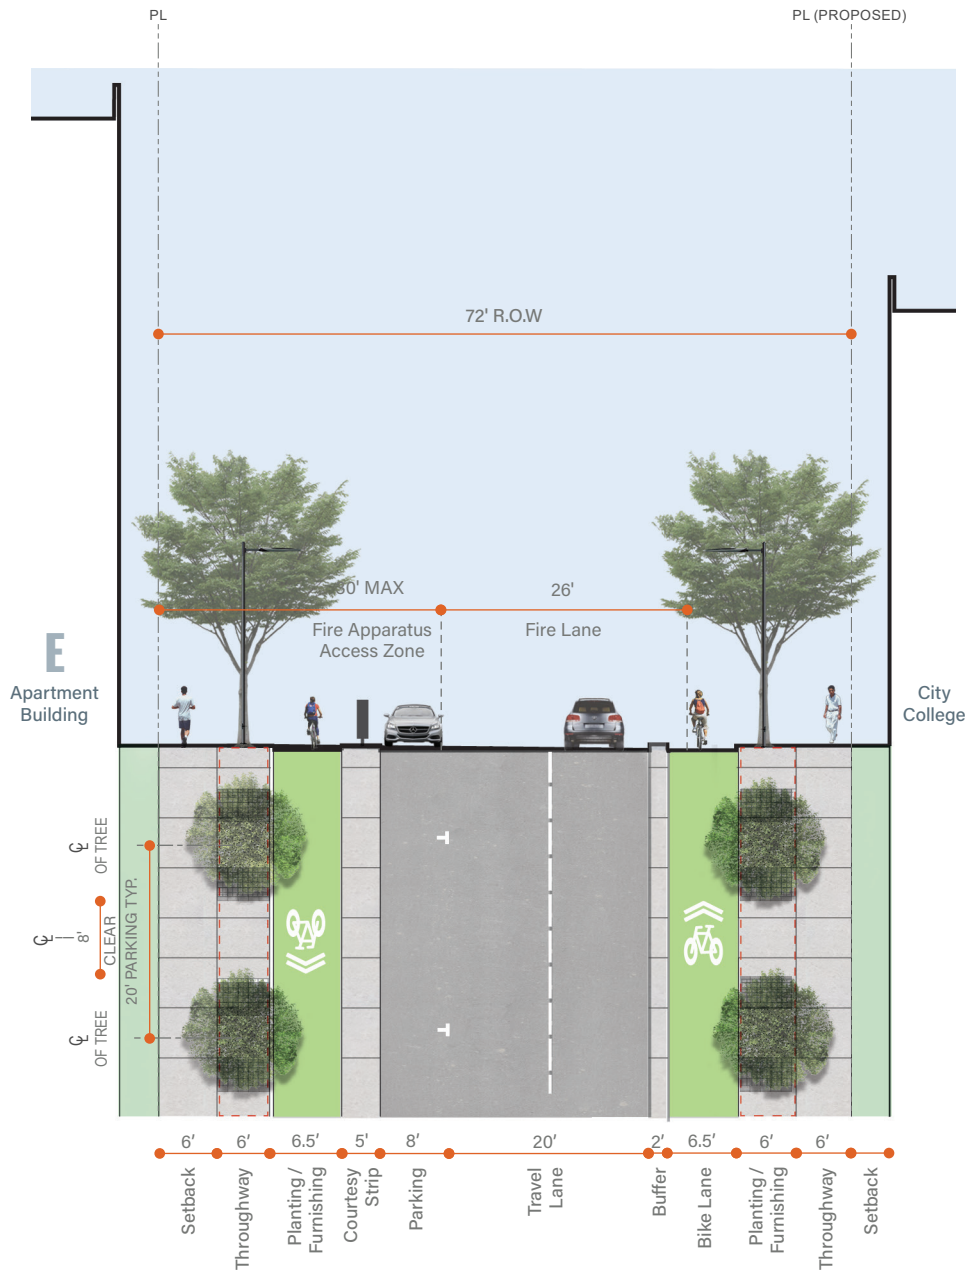 PL
PL (PROPOSED)
72' R.O.W
30' MAX
26'
Fire Apparatus
Access Zone
Fire Lane
E
Apartment
Building
City
College
℄
OF TREE
20' PARKING TYP.
℄
8'
CLEAR
℄
OF TREE
6'
6'
6.5'
5'
8'
20'
2'
6.5'
6'
6'
Setback
Throughway
Planting /
Furnishing
Courtesy
Strip
Parking
Travel
Lane
Buffer
Bike Lane
Planting /
Furnishing
Throughway
Setback